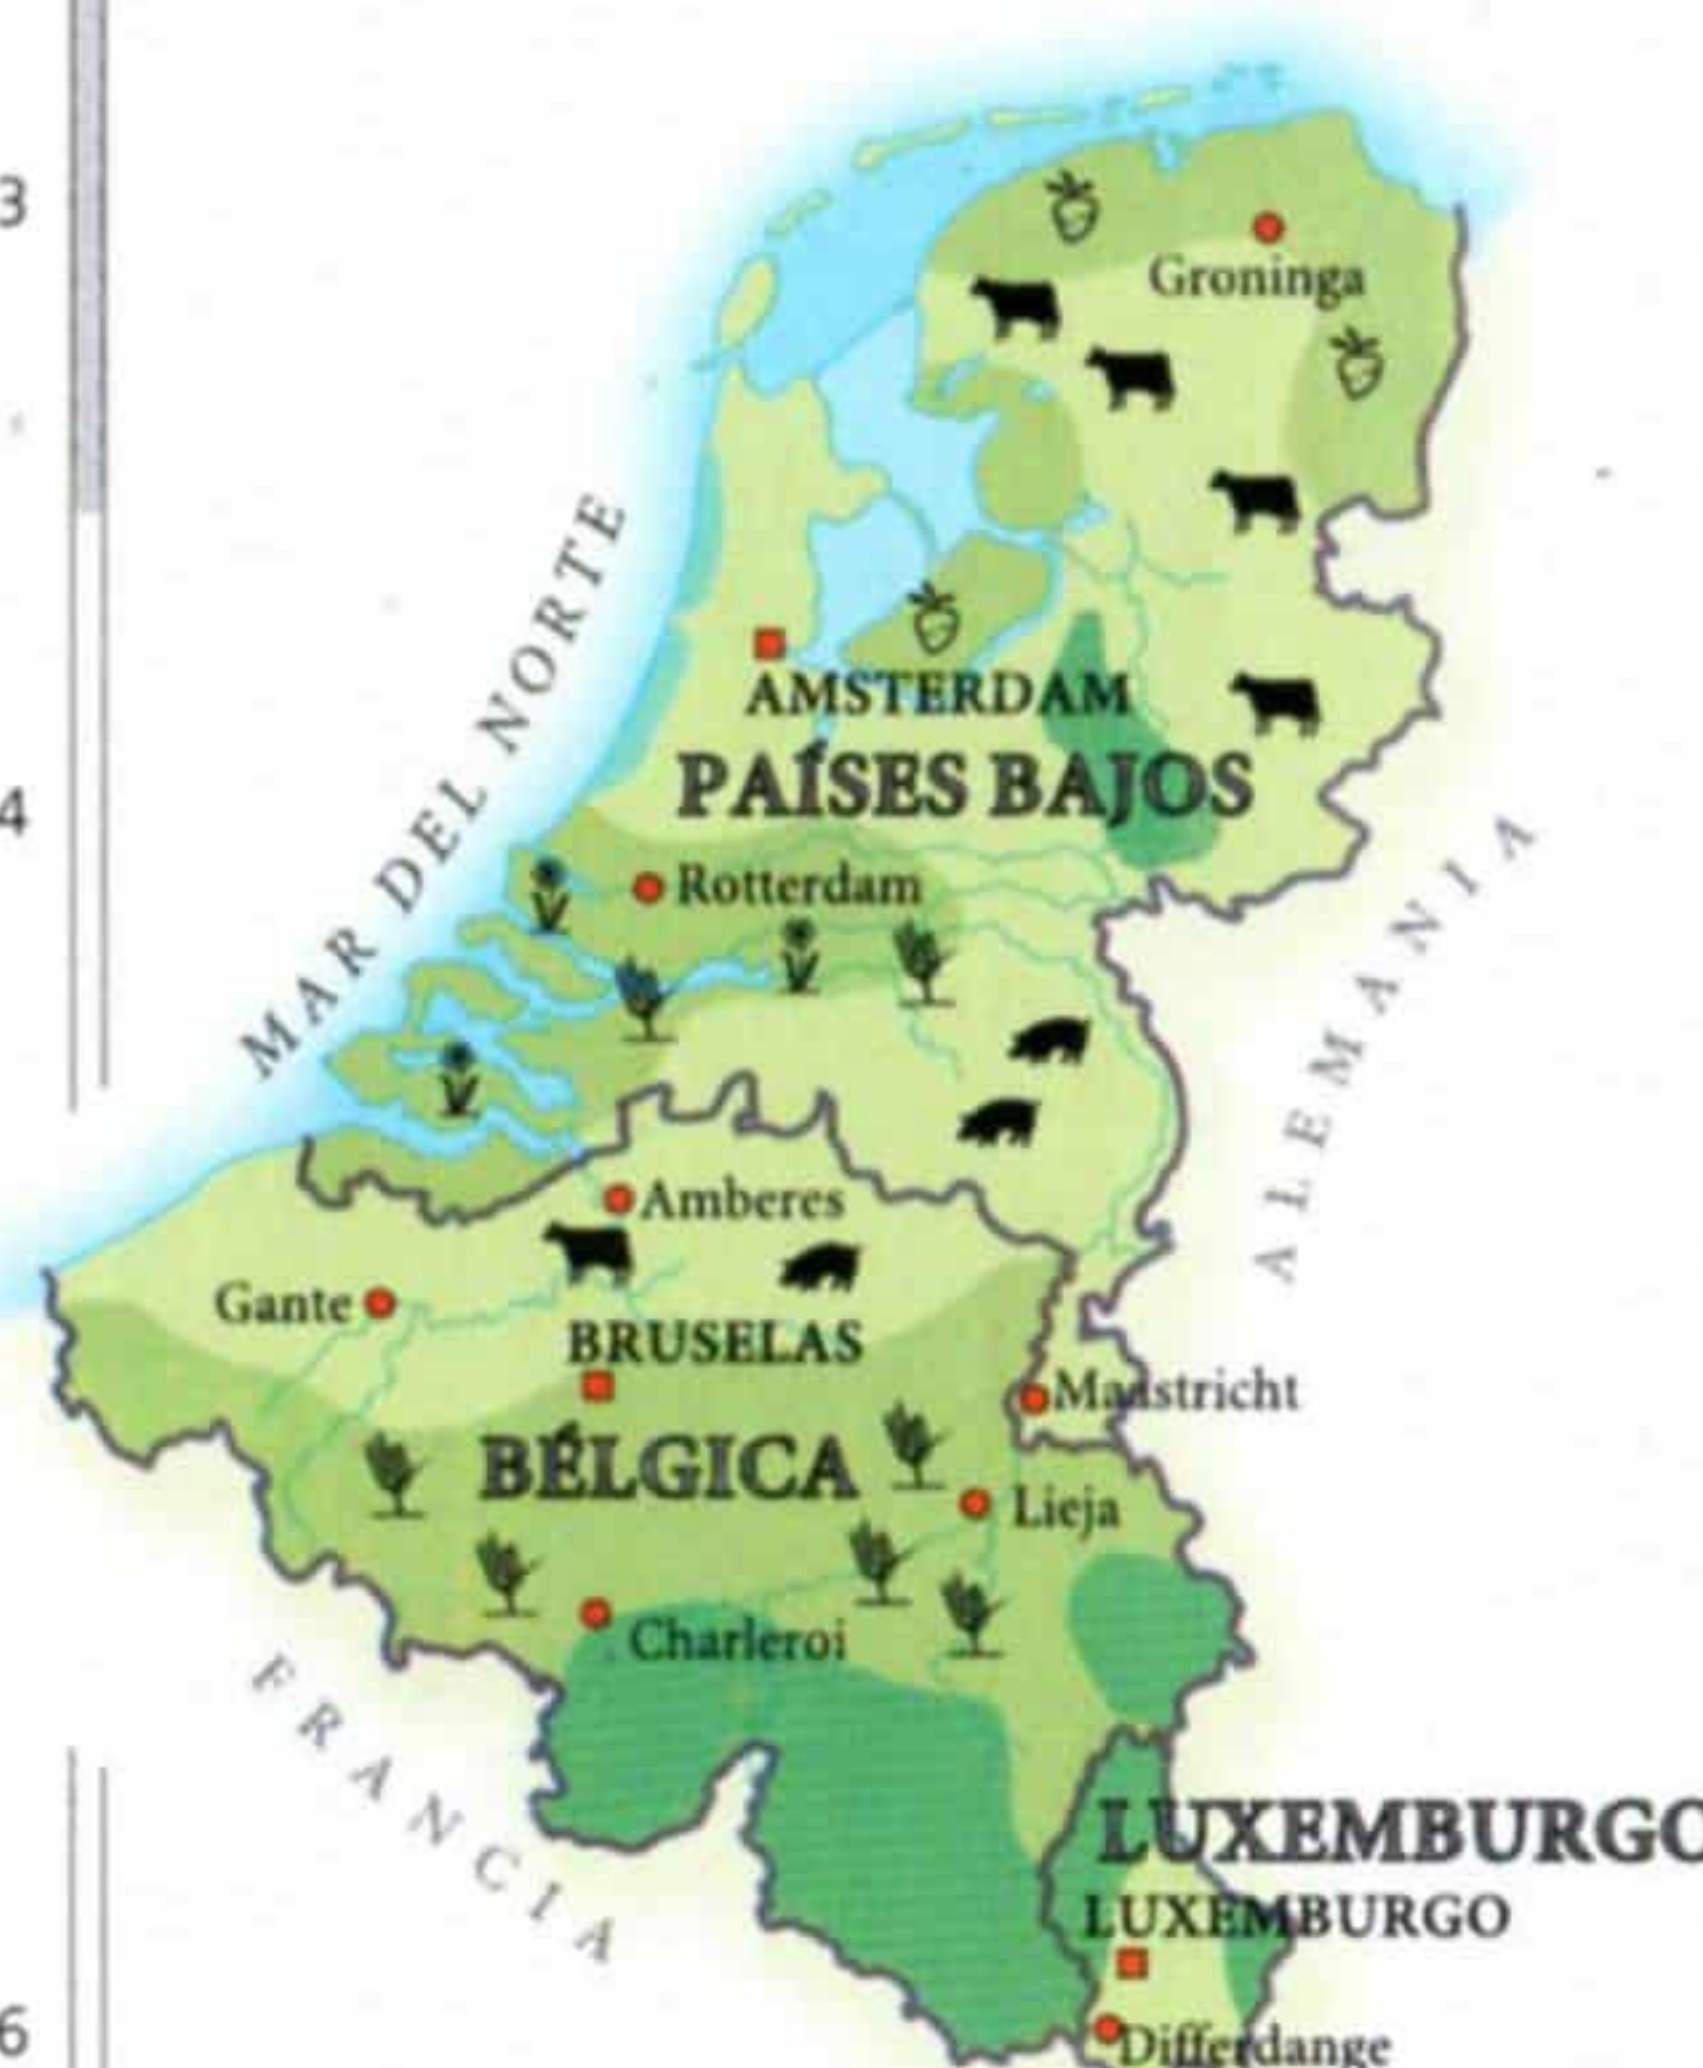 3
Groninga
MAR DEL NORTE
AMSTERDAM
PAÍSES BAJOS
4
Rotterdam
ALEMANIA
Amberes
Gante
BRUSELAS
Maastricht
BÉLGICA
Lieja
Charleroi
FRANCIA
LUXEMBURGO
LUXEMBURGO
6
Differdange